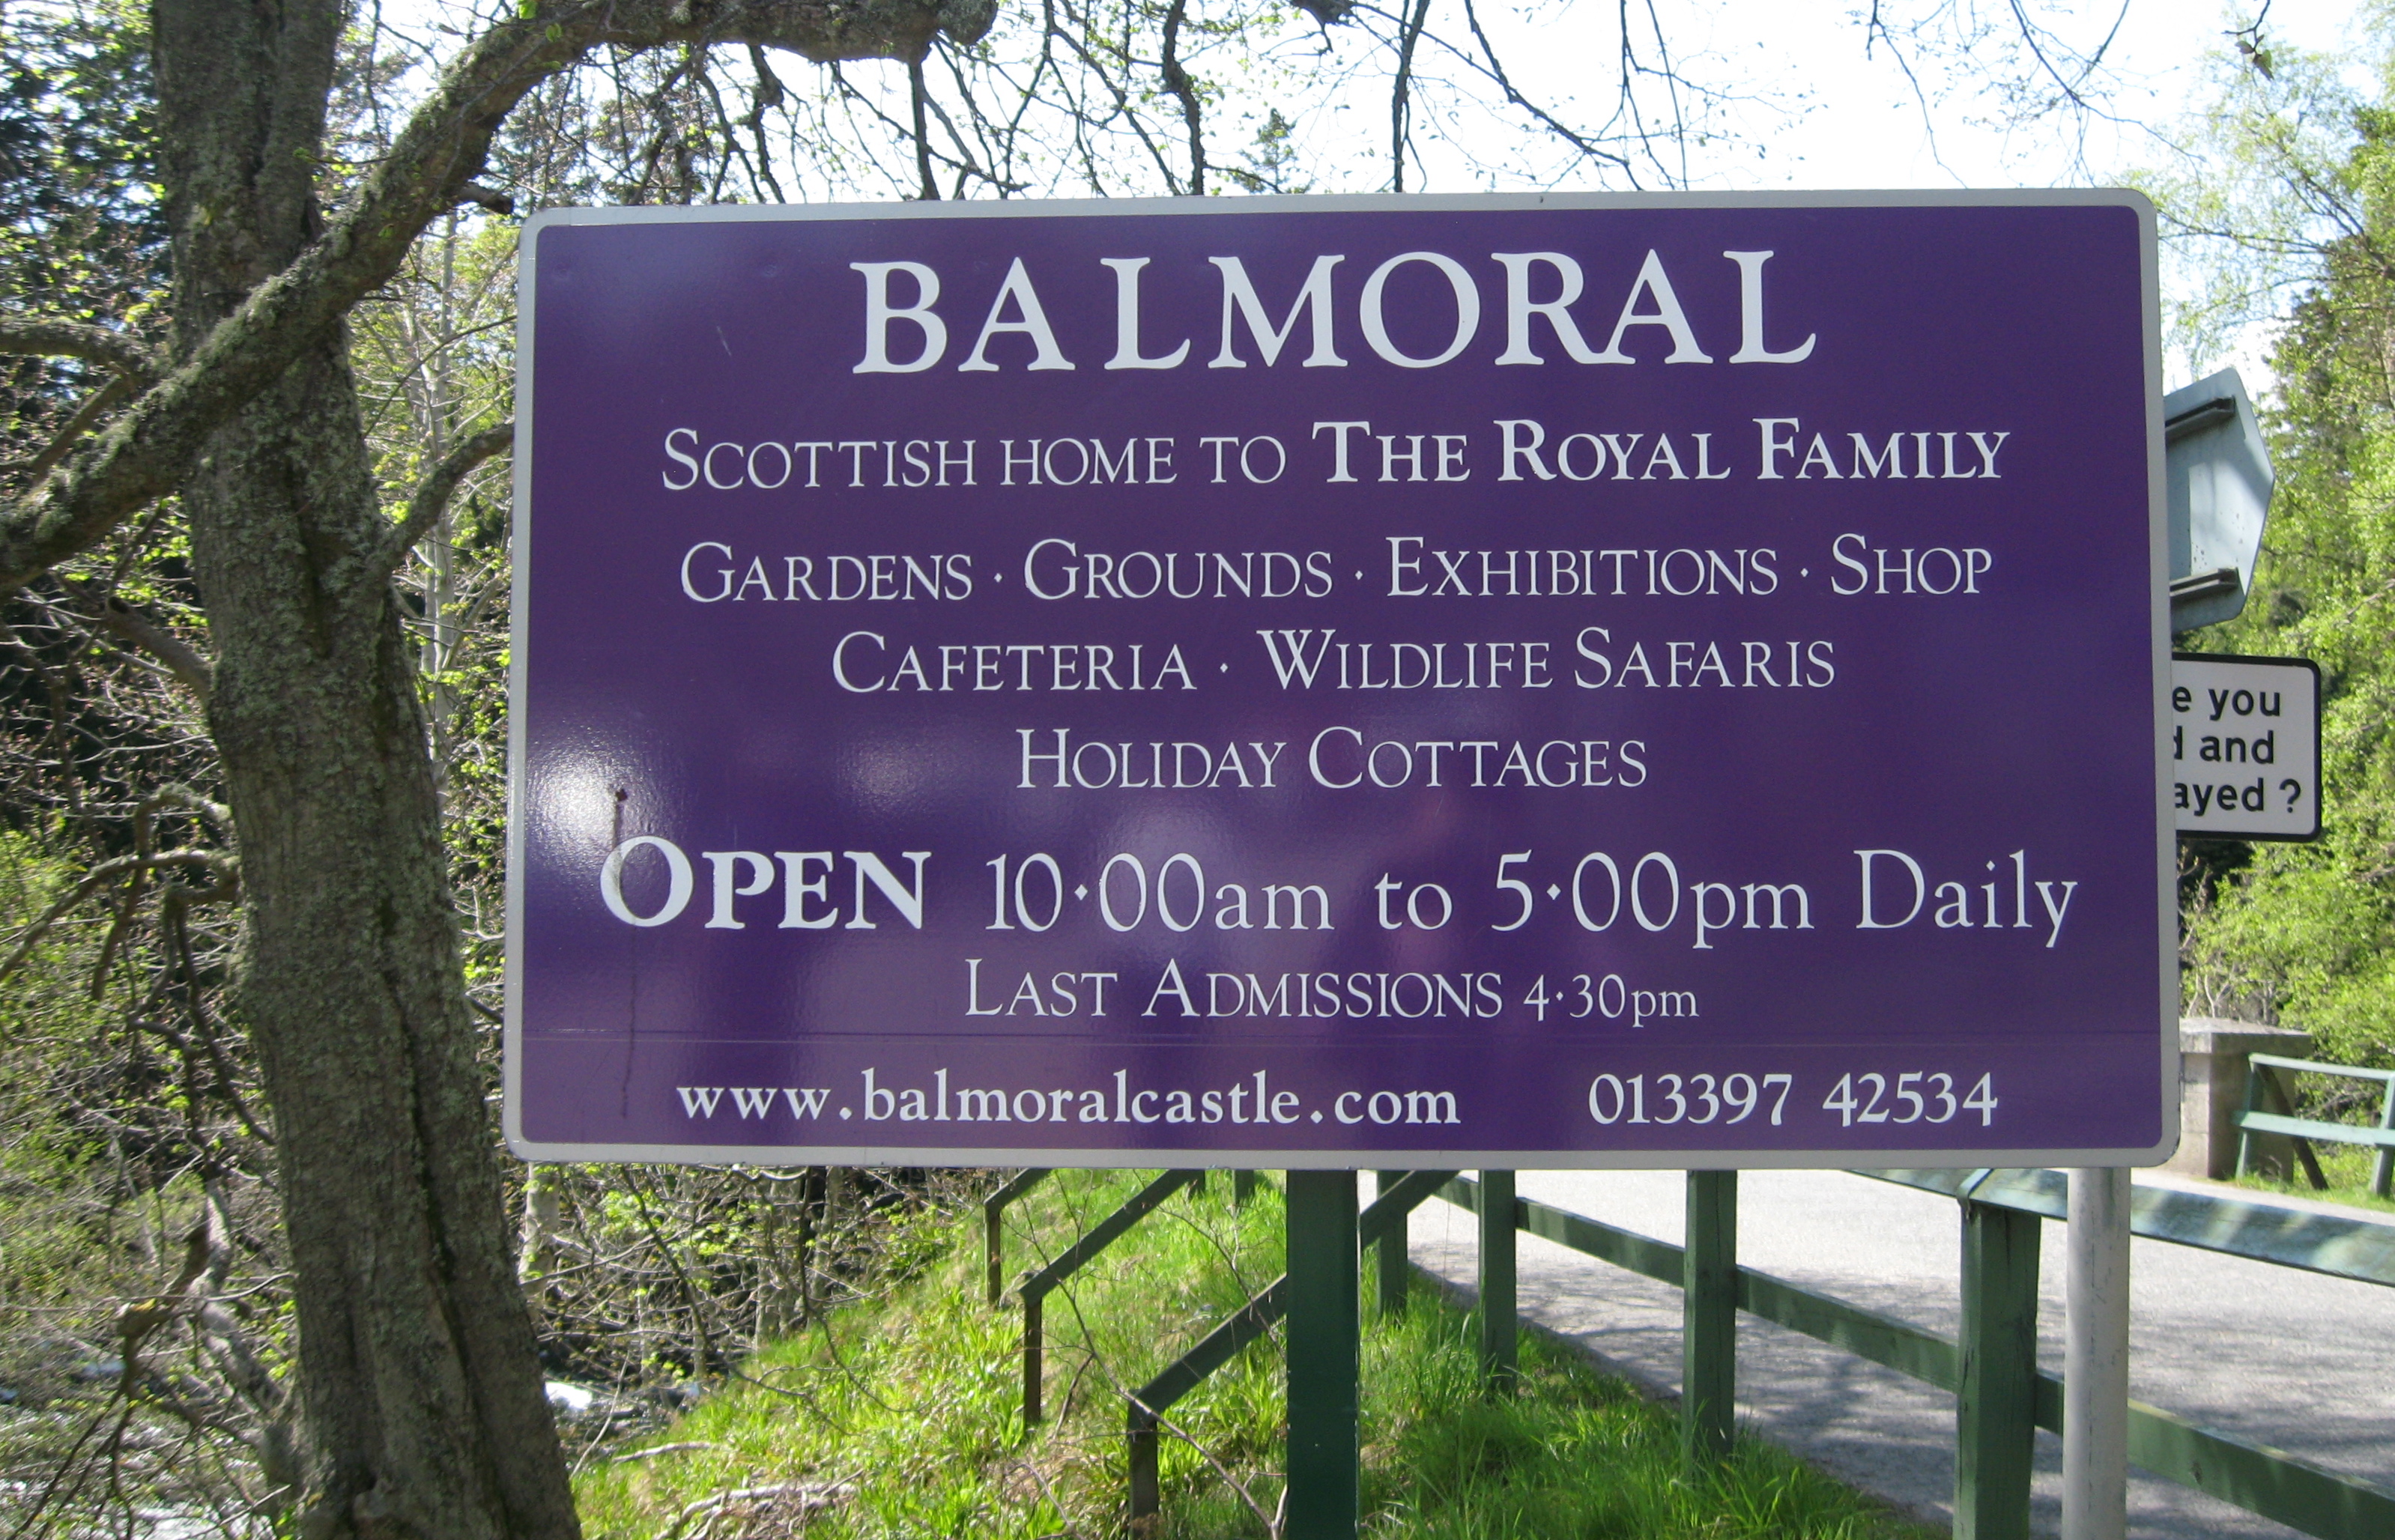 BALMORAL
SCOTTISH HOME TO THE ROYAL FAMILY
GARDENS · GROUNDS · EXHIBITIONS · SHOP
CAFETERIA · WILDLIFE SAFARIS
HOLIDAY COTTAGES
OPEN 10·00am to 5·00pm Daily
LAST ADMISSIONS 4·30pm
www.balmoralcastle.com 013397 42534
you
and
?